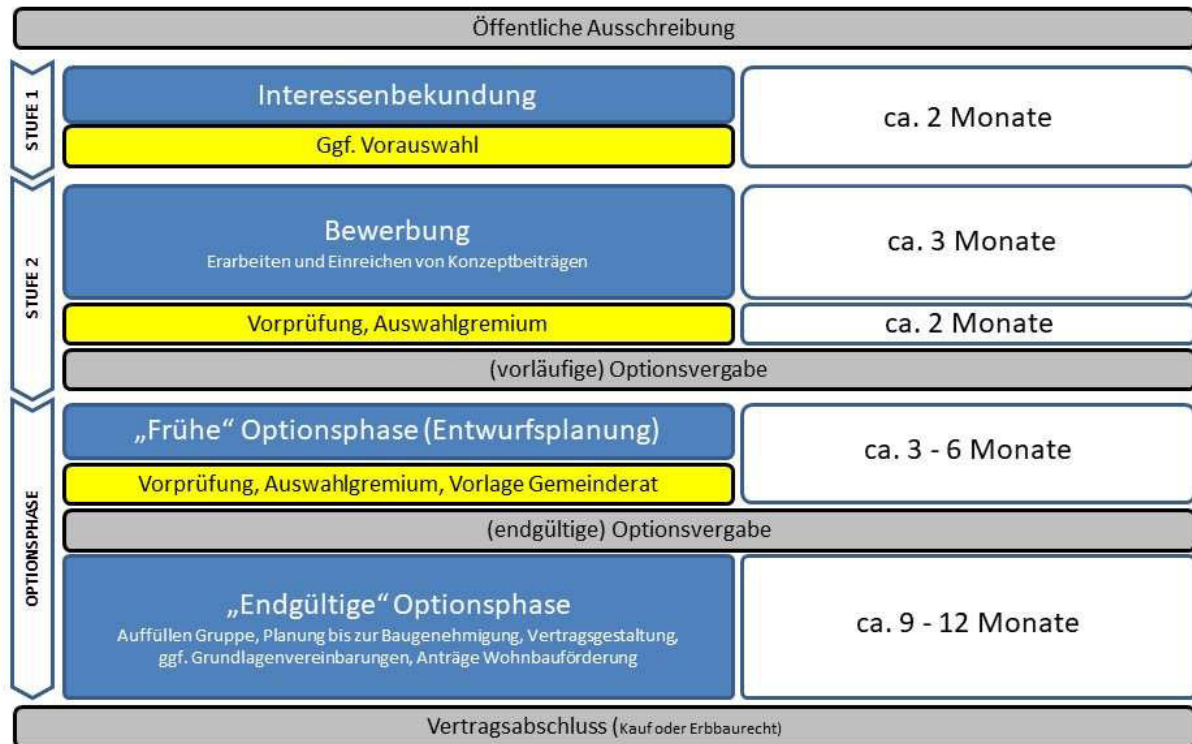 Öffentliche Ausschreibung
STUFE 1
Interessenbekundung
Ggf. Vorauswahl
ca. 2 Monate
STUFE 2
Bewerbung
Erarbeiten und Einreichen von Konzeptbeiträgen
ca. 3 Monate
Vorprüfung, Auswahlgremium
ca. 2 Monate
(vorläufige) Optionsvergabe
OPTIONSPHASE
„Frühe“ Optionsphase (Entwurfsplanung)
ca. 3 - 6 Monate
Vorprüfung, Auswahlgremium, Vorlage Gemeinderat
(endgültige) Optionsvergabe
„Endgültige“ Optionsphase
Auffüllen Gruppe, Planung bis zur Baugenehmigung, Vertragsgestaltung,
ggf. Grundlagenvereinbarungen, Anträge Wohnbauförderung
ca. 9 - 12 Monate
Vertragsabschluss (Kauf oder Erbbaurecht)